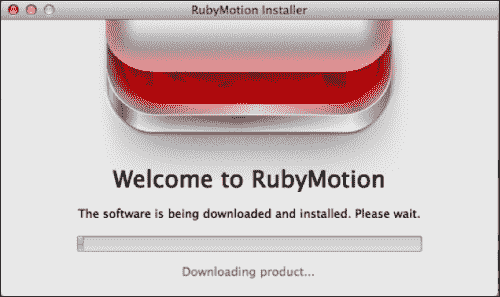 RubyMotion Installer
Welcome to RubyMotion
The software is being downloaded and installed. Please wait.
Downloading product...